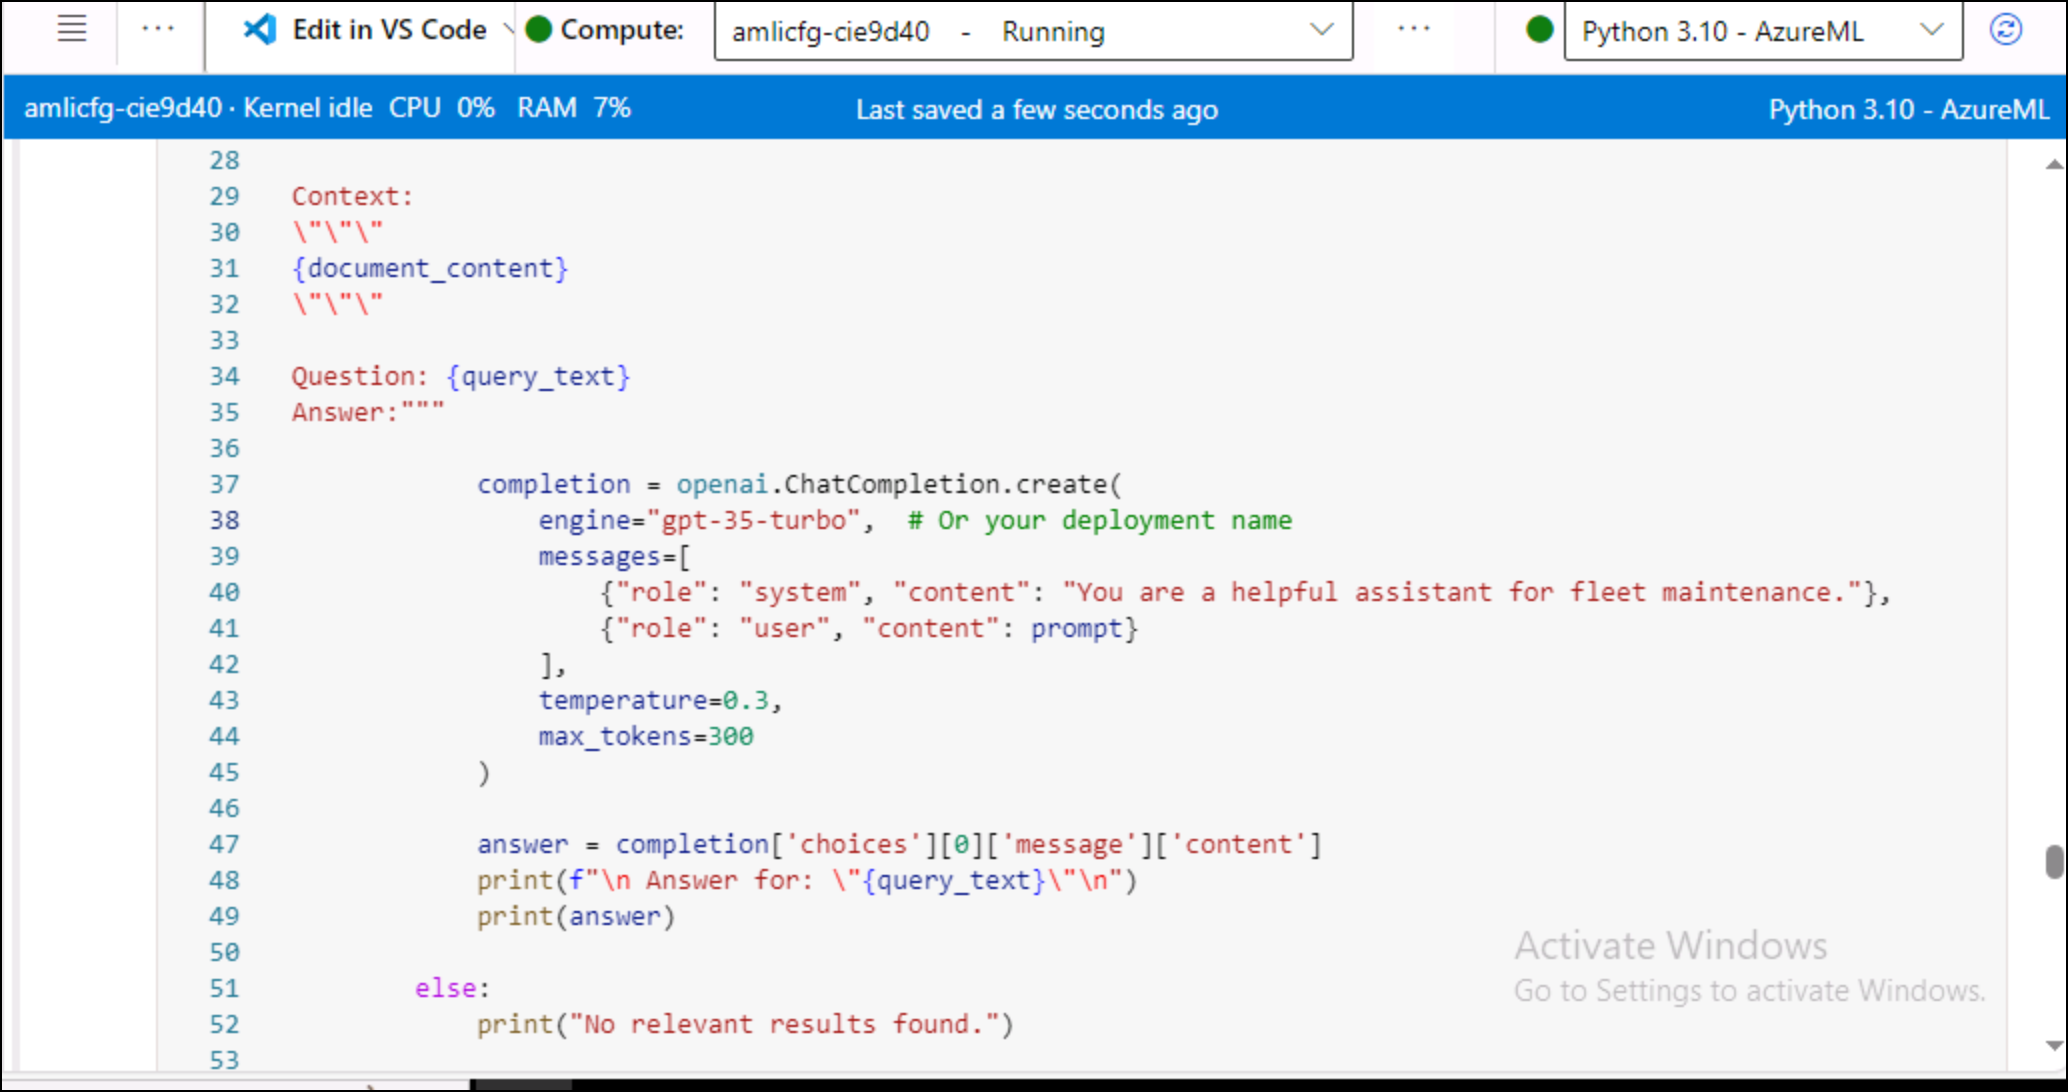 ··· Edit in VS Code Compute: amlicfg-cie9d40 - Running ··· Python 3.10 - AzureML
amlicfg-cie9d40 · Kernel idle CPU 0% RAM 7% Last saved a few seconds ago Python 3.10 - AzureML
28
29 Context:
30 \"\"\"
31 {document_content}
32 \"\"\"
33
34 Question: {query_text}
35 Answer:"""
36
37 completion = openai.ChatCompletion.create(
38 engine="gpt-35-turbo", # Or your deployment name
39 messages=[
40 {"role": "system", "content": "You are a helpful assistant for fleet maintenance."},
41 {"role": "user", "content": prompt}
42 ],
43 temperature=0.3,
44 max_tokens=300
45 )
46
47 answer = completion['choices'][0]['message']['content']
48 print(f"\n Answer for: \"{query_text}\"\n")
49 print(answer)
50
51 else:
52 print("No relevant results found.")
53
Activate Windows
Go to Settings to activate Windows.